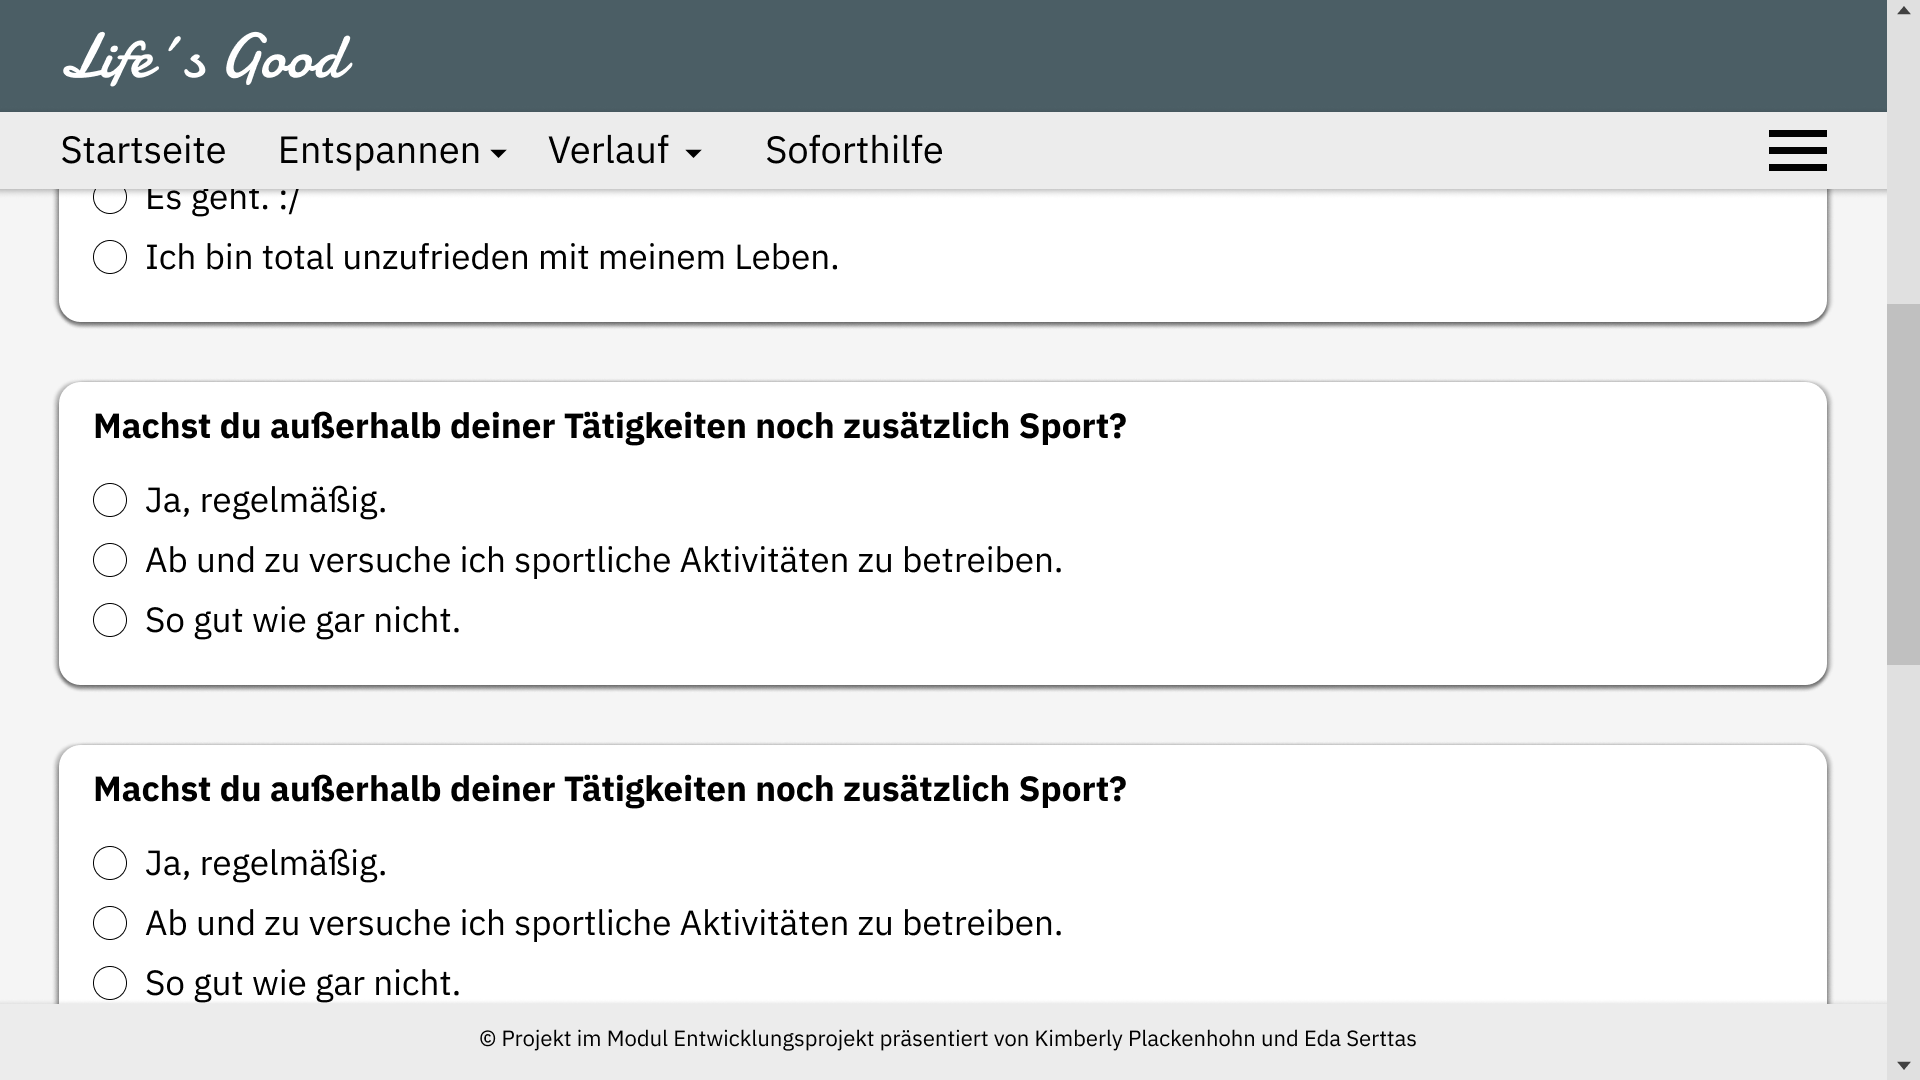 Life´s Good
Startseite Entspannen Verlauf Soforthilfe
Es geht. :/
Ich bin total unzufrieden mit meinem Leben.
Machst du außerhalb deiner Tätigkeiten noch zusätzlich Sport?
Ja, regelmäßig.
Ab und zu versuche ich sportliche Aktivitäten zu betreiben.
So gut wie gar nicht.
Machst du außerhalb deiner Tätigkeiten noch zusätzlich Sport?
Ja, regelmäßig.
Ab und zu versuche ich sportliche Aktivitäten zu betreiben.
So gut wie gar nicht.
© Projekt im Modul Entwicklungsprojekt präsentiert von Kimberly Plackenhohn und Eda Serttas